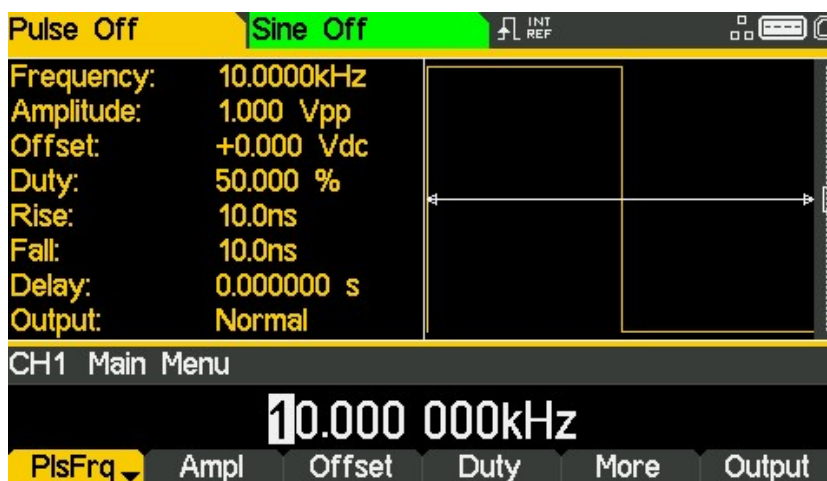 Pulse Off Sine Off INT REF
Frequency: 10.0000kHz
Amplitude: 1.000 Vpp
Offset: +0.000 Vdc
Duty: 50.000 %
Rise: 10.0ns
Fall: 10.0ns
Delay: 0.000000 s
Output: Normal
CH1 Main Menu
10.000 000kHz
PlsFrq Ampl Offset Duty More Output